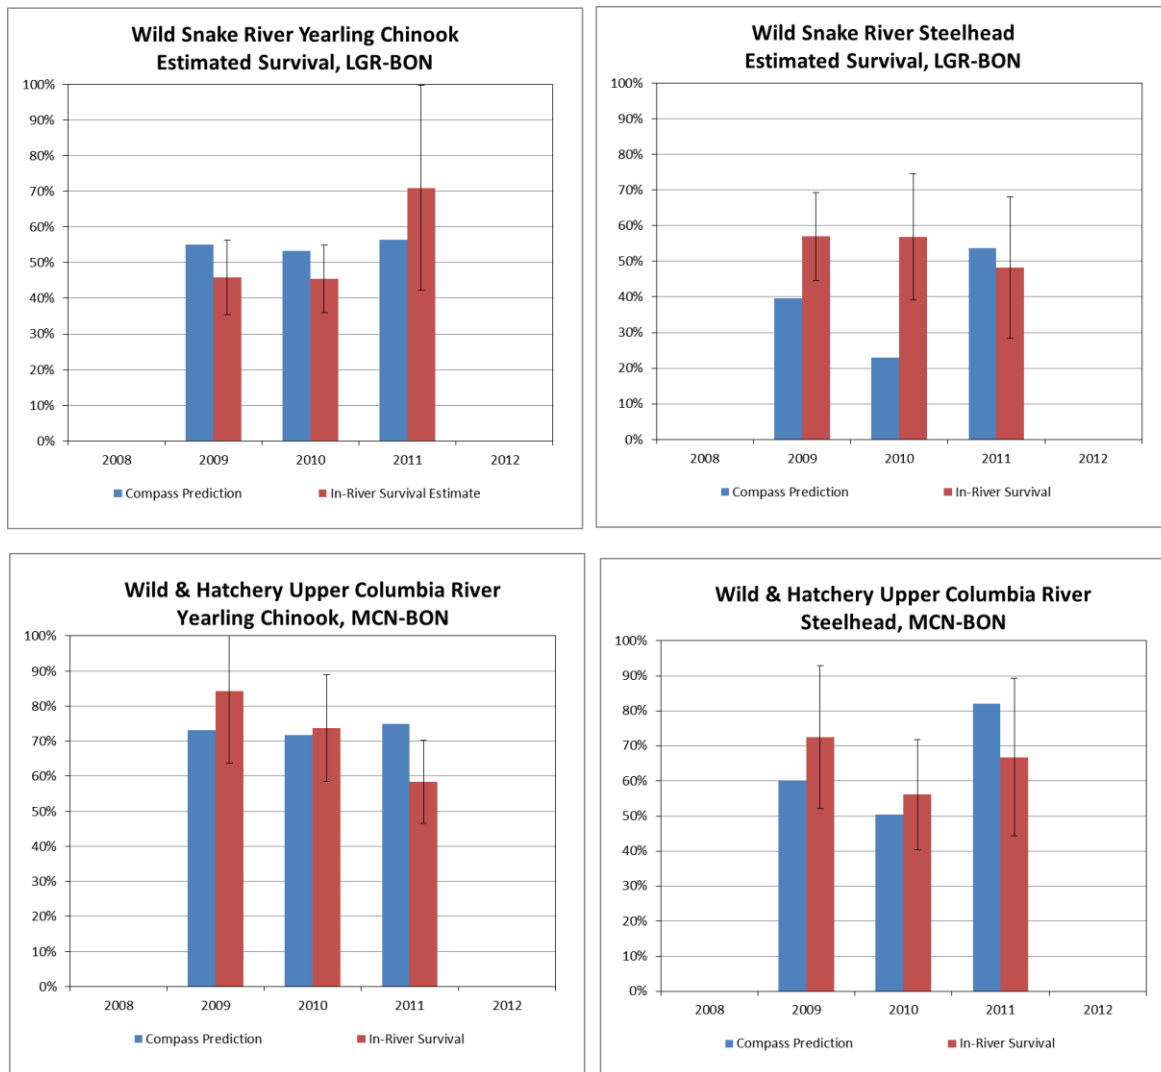 Wild Snake River Yearling Chinook
Estimated Survival, LGR-BON
100%
90%
80%
70%
60%
50%
40%
30%
20%
10%
0%
2008 2009 2010 2011 2012
Compass Prediction In-River Survival Estimate
Wild Snake River Steelhead
Estimated Survival, LGR-BON
100%
90%
80%
70%
60%
50%
40%
30%
20%
10%
0%
2008 2009 2010 2011 2012
Compass Prediction In-River Survival
Wild & Hatchery Upper Columbia River
Yearling Chinook, MCN-BON
100%
90%
80%
70%
60%
50%
40%
30%
20%
10%
0%
2008 2009 2010 2011 2012
Compass Prediction In-River Survival
Wild & Hatchery Upper Columbia River
Steelhead, MCN-BON
100%
90%
80%
70%
60%
50%
40%
30%
20%
10%
0%
2008 2009 2010 2011 2012
Compass Prediction In-River Survival